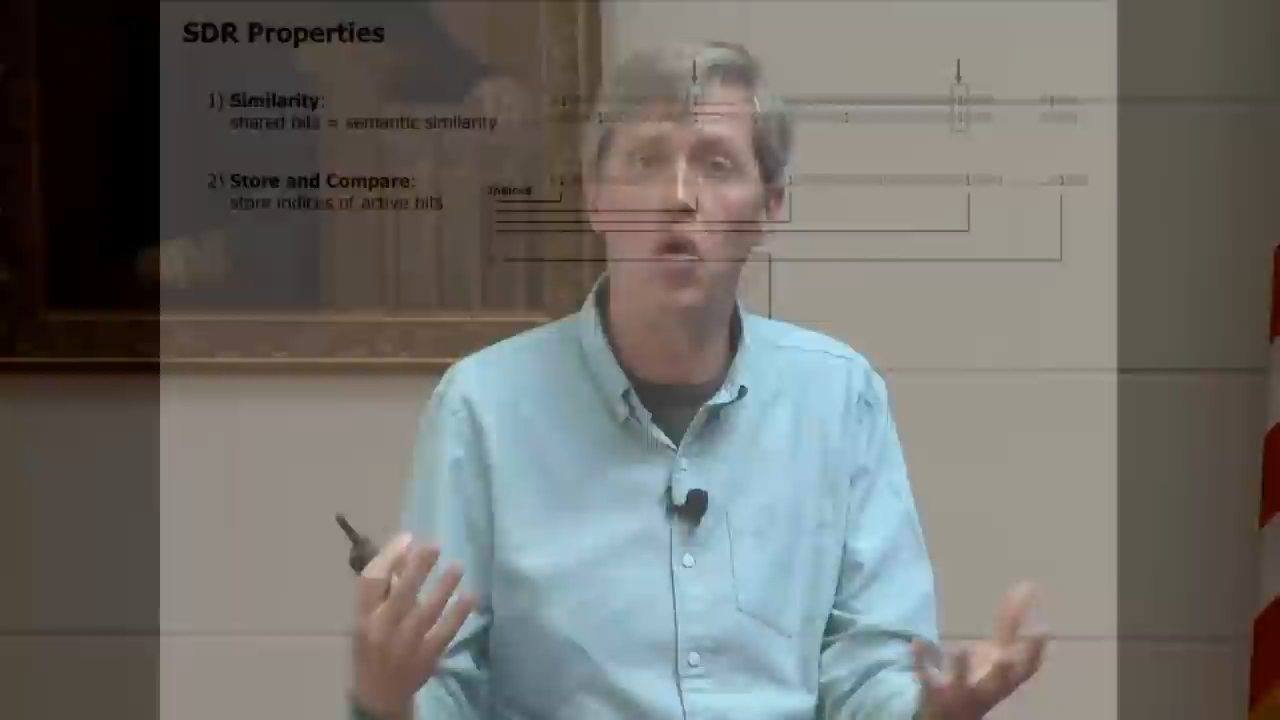 SDR Properties
1) Similarity:
shared bits = semantic similarity
2) Store and Compare:
store indices of active bits
Indices